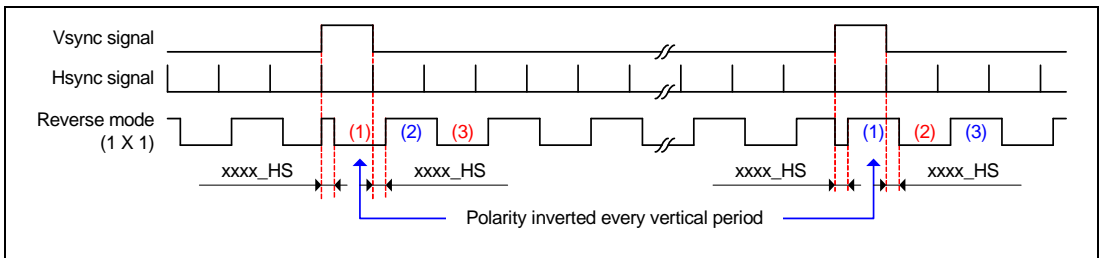 Vsync signal
Hsync signal
Reverse mode
(1 X 1)
(1) (2) (3) (1) (2) (3)
xxxx_HS xxxx_HS xxxx_HS xxxx_HS
Polarity inverted every vertical period